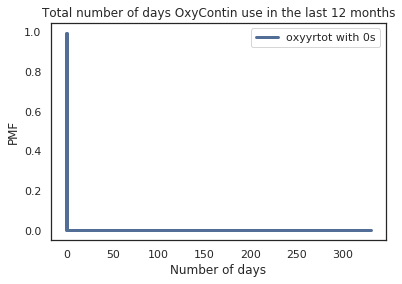 Total number of days OxyContin use in the last 12 months
oxyyrtot with 0s
PMF
1.0
0.8
0.6
0.4
0.2
0.0
0 50 100 150 200 250 300
Number of days